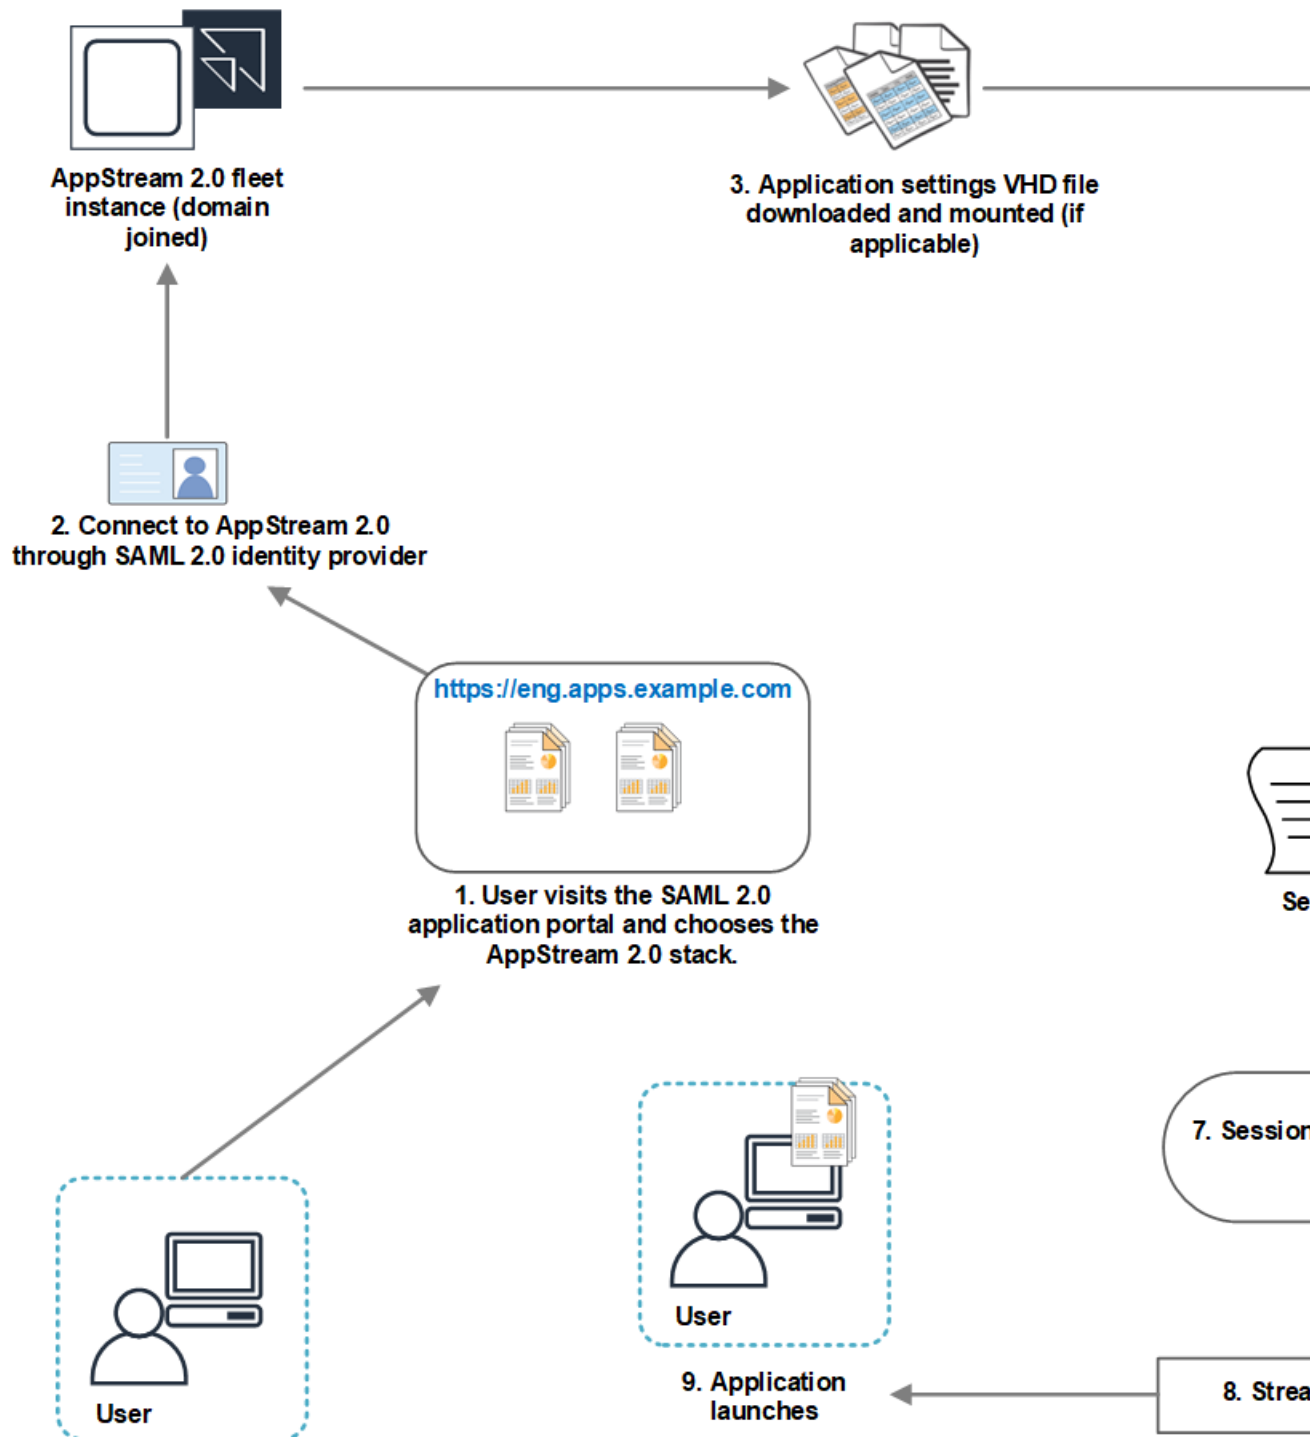 AppStream 2.0 fleet
instance (domain
joined)
3. Application settings VHD file
downloaded and mounted (if
applicable)
2. Connect to AppStream 2.0
through SAML 2.0 identity provider
https://eng.apps.example.com
1. User visits the SAML 2.0
application portal and chooses the
AppStream 2.0 stack.
Se
7. Session
User
9. Application
launches
8. Strea
User